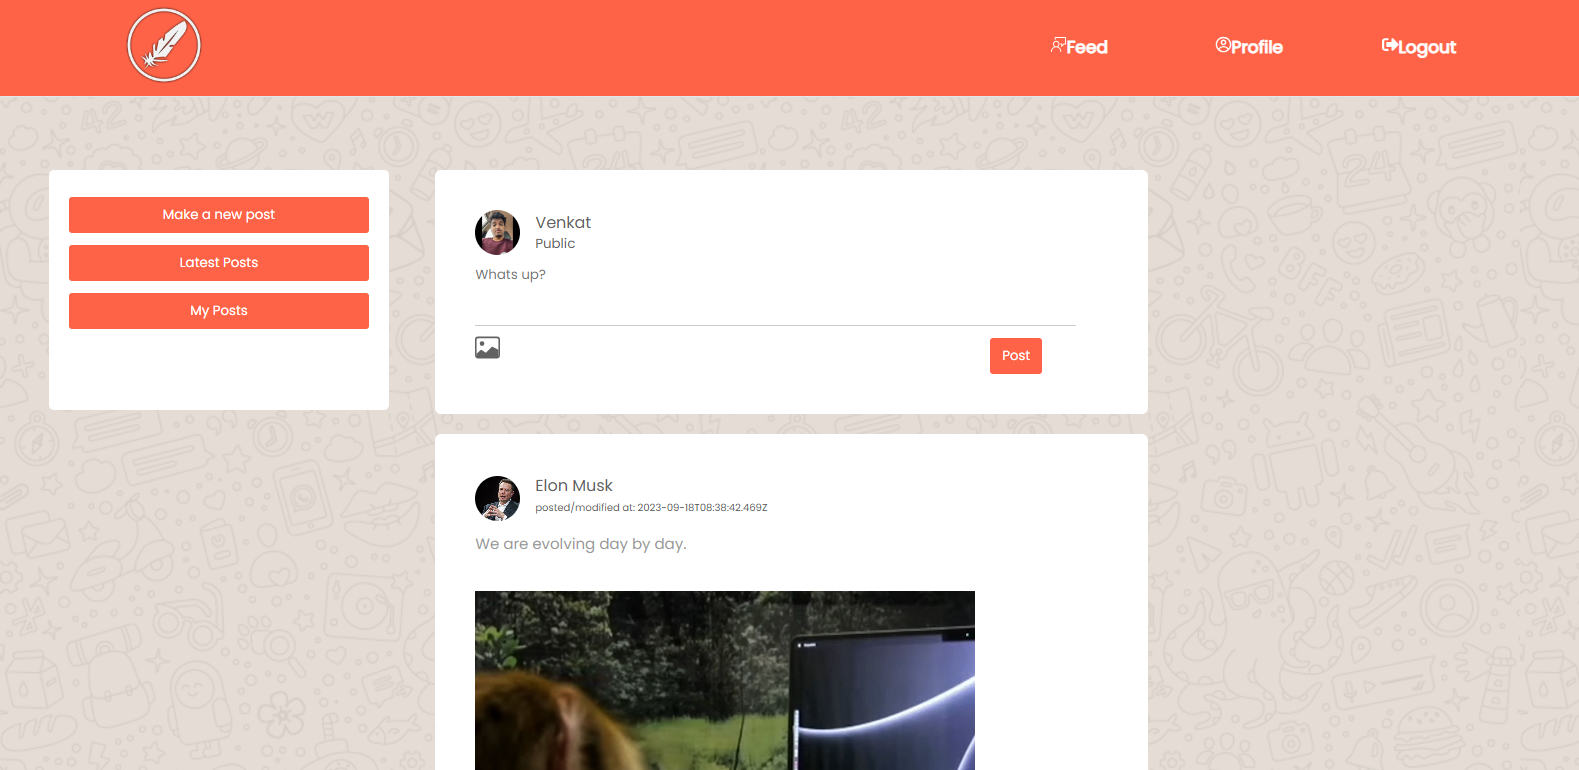 Feed
Profile
Logout
Make a new post
Latest Posts
My Posts
Venkat
Public
Whats up?
Post
Elon Musk
posted/modified at: 2023-09-18T08:38:42.469Z
We are evolving day by day.